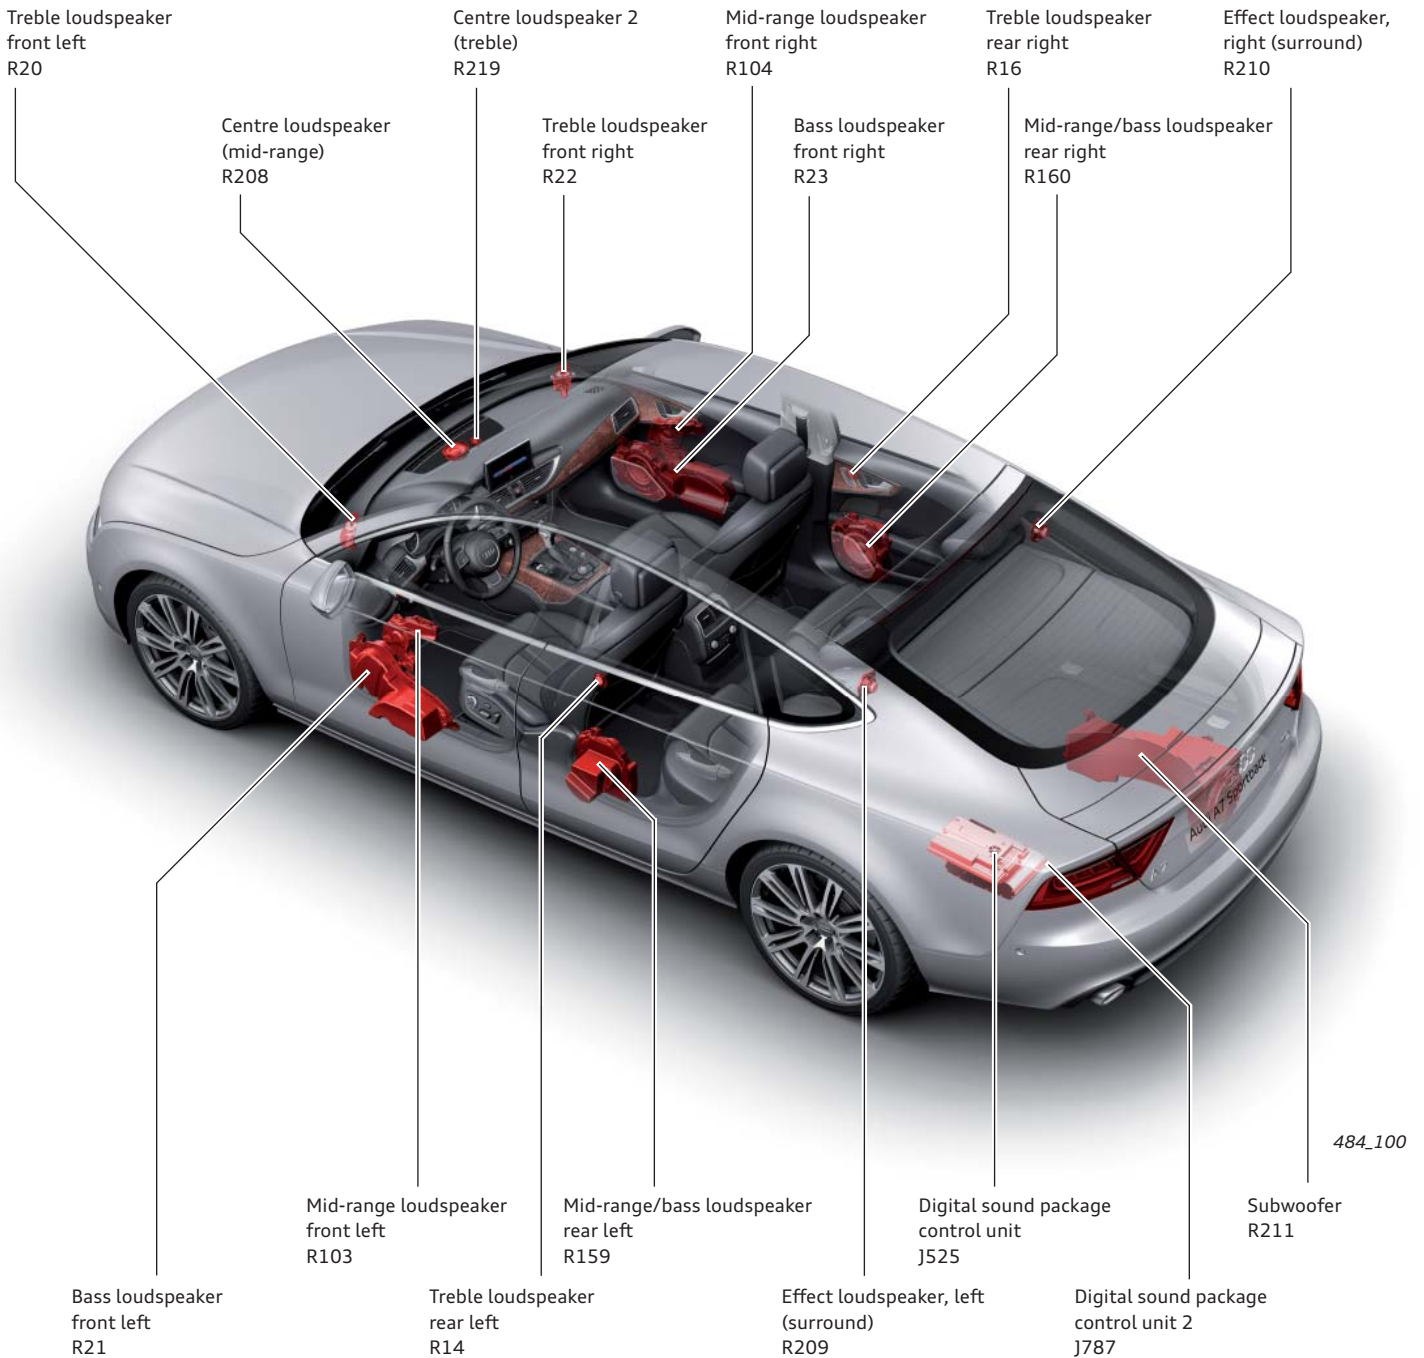 Treble loudspeaker
front left
R20
Centre loudspeaker 2
(treble)
R219
Mid-range loudspeaker
front right
R104
Treble loudspeaker
rear right
R16
Effect loudspeaker,
right (surround)
R210
Centre loudspeaker
(mid-range)
R208
Treble loudspeaker
front right
R22
Bass loudspeaker
front right
R23
Mid-range/bass loudspeaker
rear right
R160
Audi A7 Sportback
484_100
Mid-range loudspeaker
front left
R103
Mid-range/bass loudspeaker
rear left
R159
Digital sound package
control unit
J525
Subwoofer
R211
Bass loudspeaker
front left
R21
Treble loudspeaker
rear left
R14
Effect loudspeaker, left
(surround)
R209
Digital sound package
control unit 2
J787